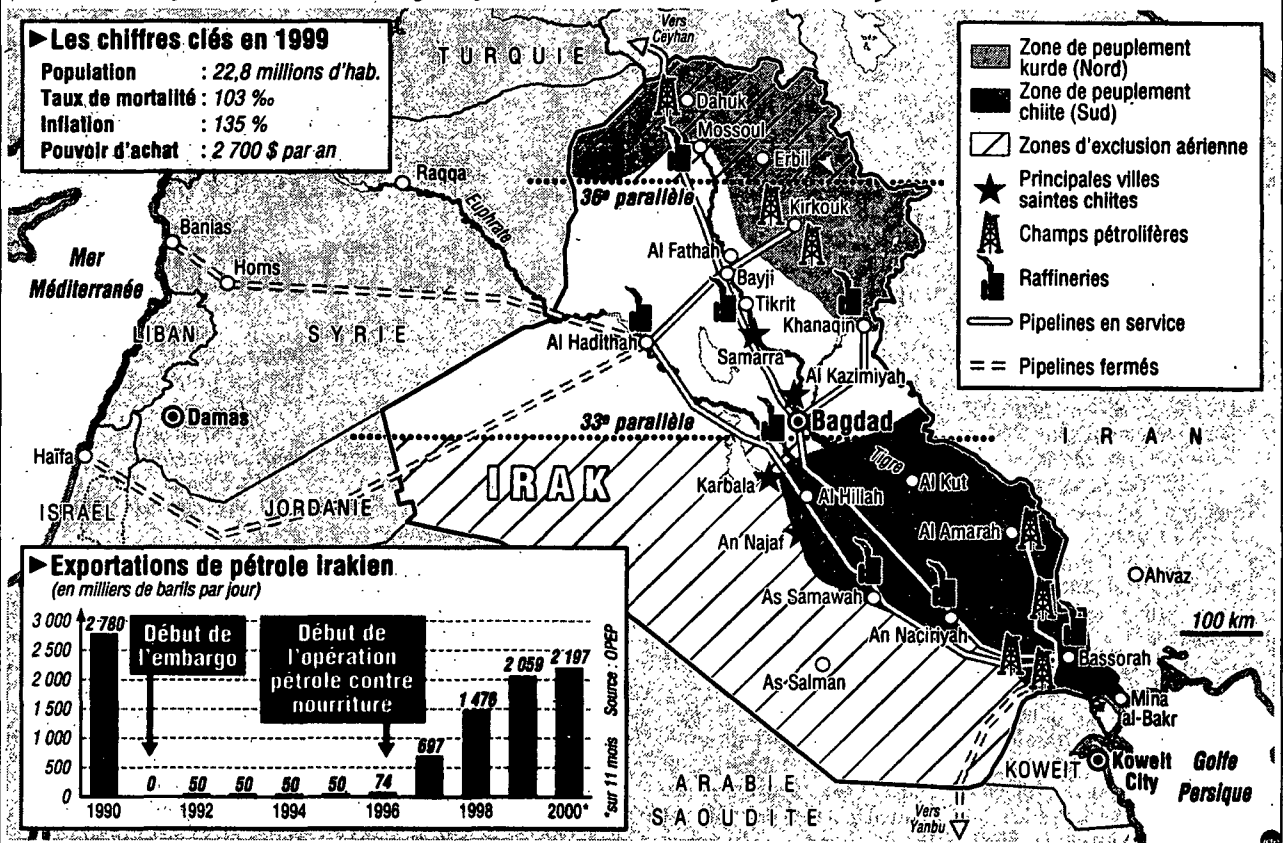 ►Les chiffres clés en 1999
Population : 22,8 millions d'hab.
Taux de mortalité : 103 ‰
Inflation : 135 %
Pouvoir d'achat : 2 700 $ par an
Zone de peuplement
kurde (Nord)
Zone de peuplement
chiite (Sud)
Zones d'exclusion aérienne
Principales villes
saintes chiites
Champs pétrolifères
Raffineries
Pipelines en service
Pipelines fermés
Vers
Ceyhan
TURQUIE
Dahuk
Mossoul
Erbil
Raqqa
36e parallèle
Euphrate
Kirkouk
Banias
Mer
Méditerranée
Homs
Al Fathah
Bayji
Tikrit
Khanaqin
LIBAN
SYRIE
Al Hadithah
Samarra
Al Kazimiyah
Damas
33e parallèle
Bagdad
IRAN
Haïfa
IRAK
Tigre
Karbala
Al Kut
ISRAEL
JORDANIE
Al Hillah
Al Amarah
An Najaf
Ahvaz
As Samawah
An Naciriyah
100 km
As Salman
Bassorah
Mina
al-Bakr
KOWEIT
Koweit
City
Golfe
Persique
ARABIE
SAOUDITE
Vers
Yanbu
►Exportations de pétrole irakien
(en milliers de barils par jour)
3 000
2 500
2 000
1 500
1 000
500
0
2 780
Début de
l'embargo
Début de
l'opération
pétrole contre
nourriture
0
50
50
50
50
74
697
1 476
2 059
2 197
1990
1992
1994
1996
1998
2000*
*sur 11 mois
Source : OPEP